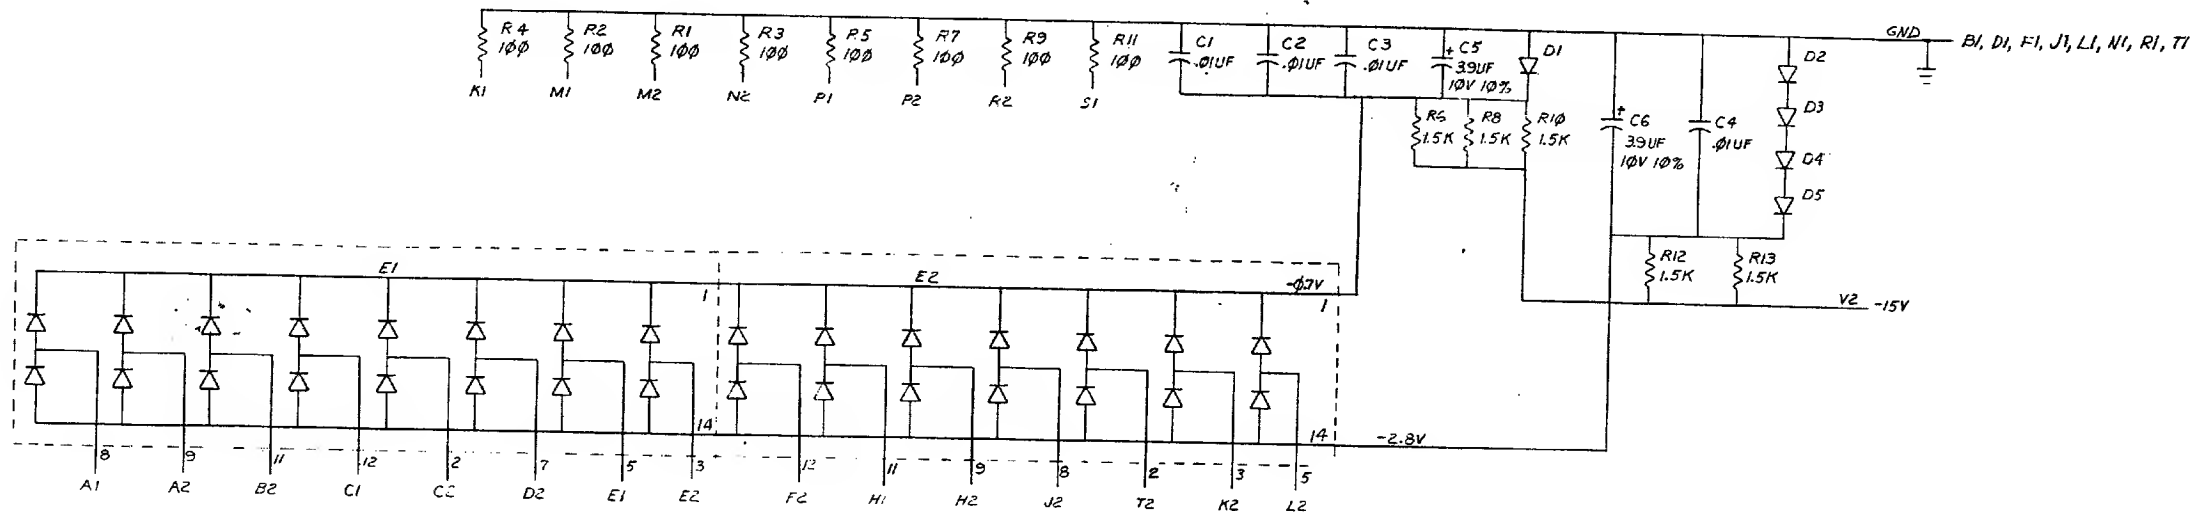 R4
100
K1
R2
100
M1
R1
100
M2
R3
100
N2
R5
100
P1
R7
100
P2
R9
100
R2
R11
100
S1
C1
.01UF
C2
.01UF
C3
.01UF
+ C5
3.9UF
10V 10%
D1
GND
B1, D1, F1, J1, L1, N1, R1, T1
R6
1.5K
R8
1.5K
R10
1.5K
+ C6
3.9UF
10V 10%
C4
.01UF
D2
D3
D4
D5
R12
1.5K
R13
1.5K
V2
-15V
E1
1
E2
-0.7V
1
14
14
-2.8V
8
9
11
12
2
7
5
3
12
11
9
8
2
3
5
A1
A2
B2
C1
C2
D2
E1
E2
F2
H1
H2
J2
T2
K2
L2